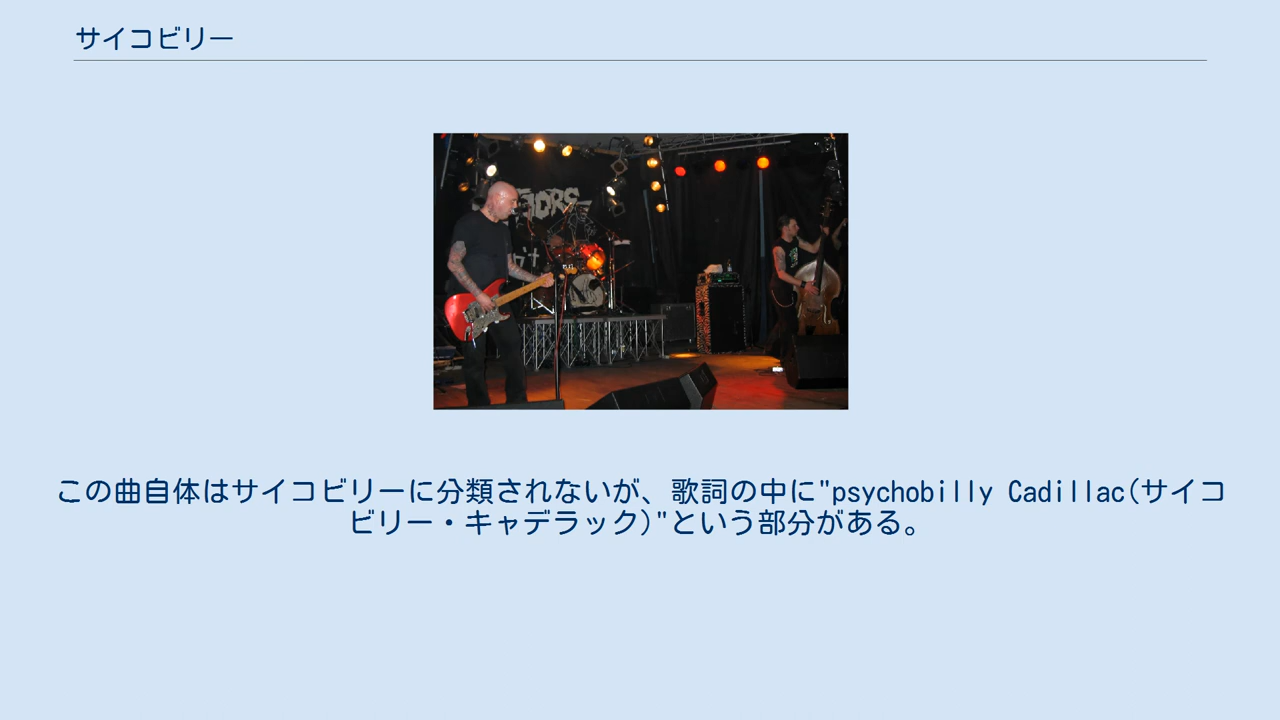 サイコビリー
この曲自体はサイコビリーに分類されないが、歌詞の中に"psychobilly Cadillac(サイコ
ビリー・キャデラック)"という部分がある。